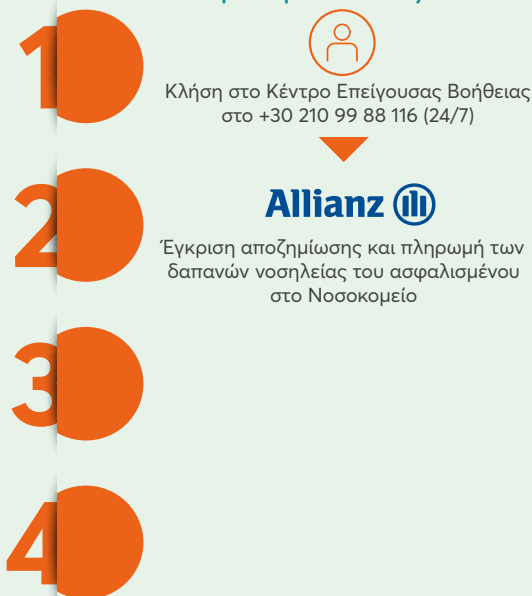 1
Κλήση στο Κέντρο Επείγουσας Βοήθειας
στο +30 210 99 88 116 (24/7)
2
Allianz
Έγκριση αποζημίωσης και πληρωμή των
δαπανών νοσηλείας του ασφαλισμένου
στο Νοσοκομείο
3
4